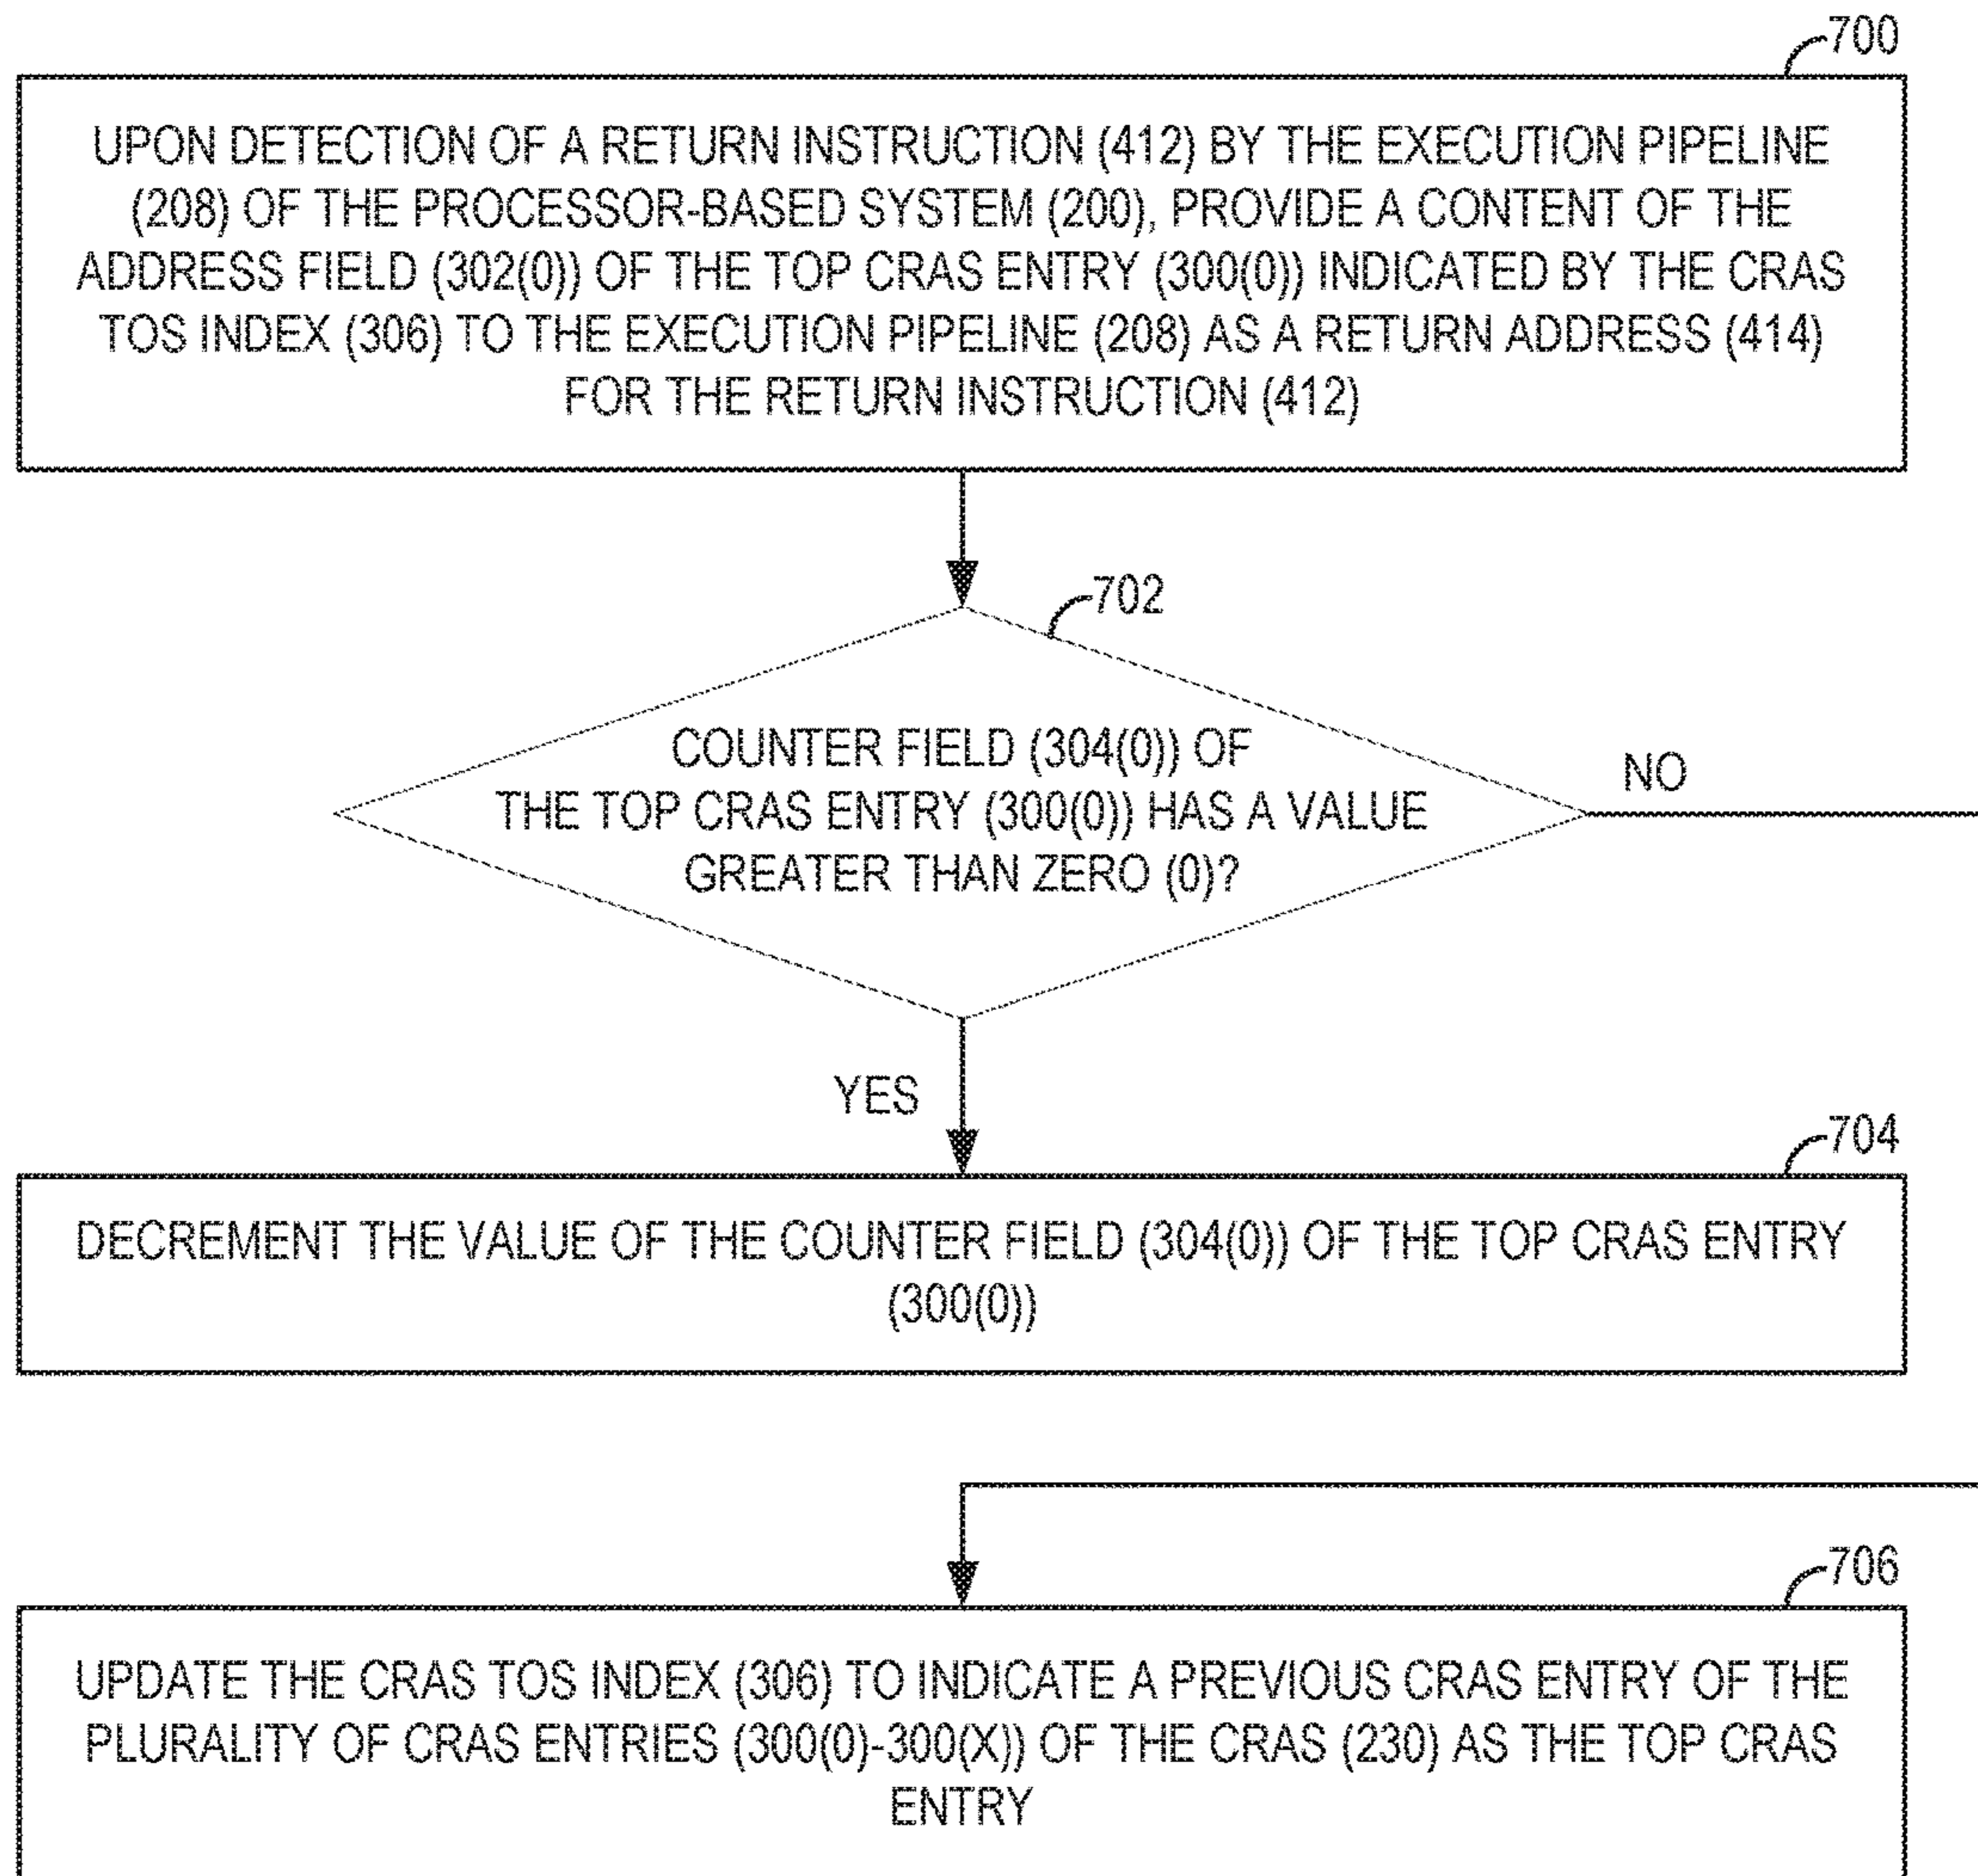 700
UPON DETECTION OF A RETURN INSTRUCTION (412) BY THE EXECUTION PIPELINE
(208) OF THE PROCESSOR-BASED SYSTEM (200), PROVIDE A CONTENT OF THE
ADDRESS FIELD (302(0)) OF THE TOP CRAS ENTRY (300(0)) INDICATED BY THE CRAS
TOS INDEX (306) TO THE EXECUTION PIPELINE (208) AS A RETURN ADDRESS (414)
FOR THE RETURN INSTRUCTION (412)
702
COUNTER FIELD (304(0)) OF
THE TOP CRAS ENTRY (300(0)) HAS A VALUE
GREATER THAN ZERO (0)?
NO
YES
704
DECREMENT THE VALUE OF THE COUNTER FIELD (304(0)) OF THE TOP CRAS ENTRY
(300(0))
706
UPDATE THE CRAS TOS INDEX (306) TO INDICATE A PREVIOUS CRAS ENTRY OF THE
PLURALITY OF CRAS ENTRIES (300(0)-300(X)) OF THE CRAS (230) AS THE TOP CRAS
ENTRY